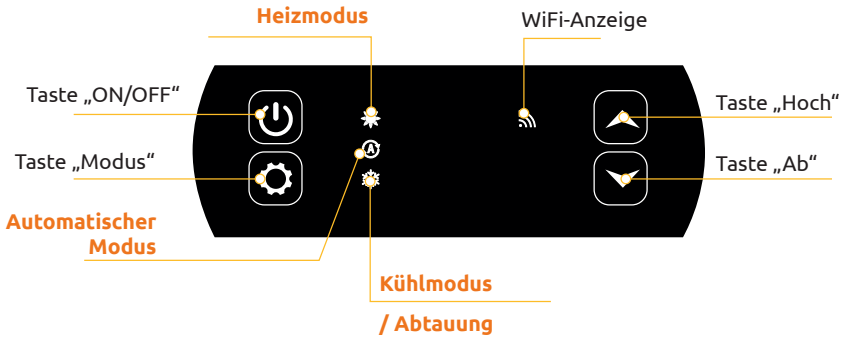 Heizmodus
WiFi-Anzeige
Taste „ON/OFF“
Taste „Hoch“
A
Taste „Modus“
Taste „Ab“
Automatischer
Modus
Kühlmodus
/ Abtauung